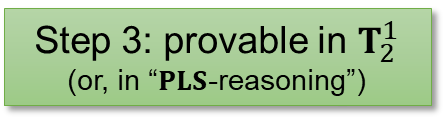 Step 3: provable in T₂¹
(or, in “PLS-reasoning”)